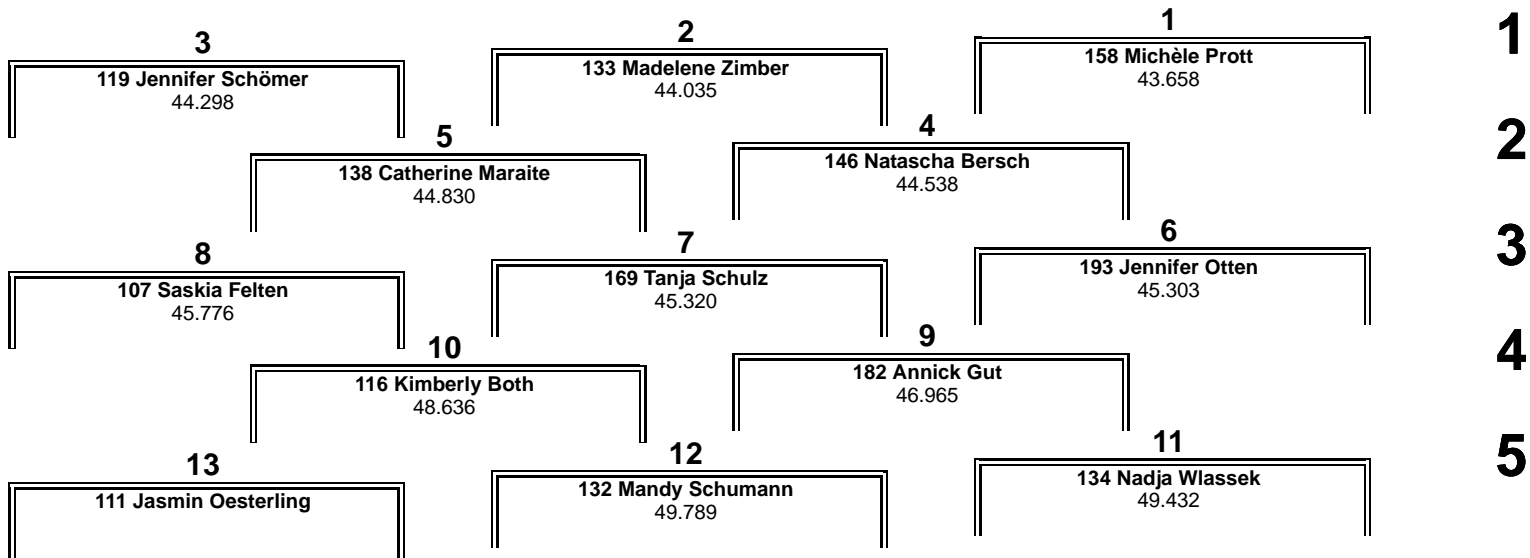 3
119 Jennifer Schömer
44.298
2
133 Madelene Zimber
44.035
1
158 Michèle Prott
43.658
1
5
138 Catherine Maraite
44.830
4
146 Natascha Bersch
44.538
2
8
107 Saskia Felten
45.776
7
169 Tanja Schulz
45.320
6
193 Jennifer Otten
45.303
3
10
116 Kimberly Both
48.636
9
182 Annick Gut
46.965
4
13
111 Jasmin Oesterling
12
132 Mandy Schumann
49.789
11
134 Nadja Wlassek
49.432
5